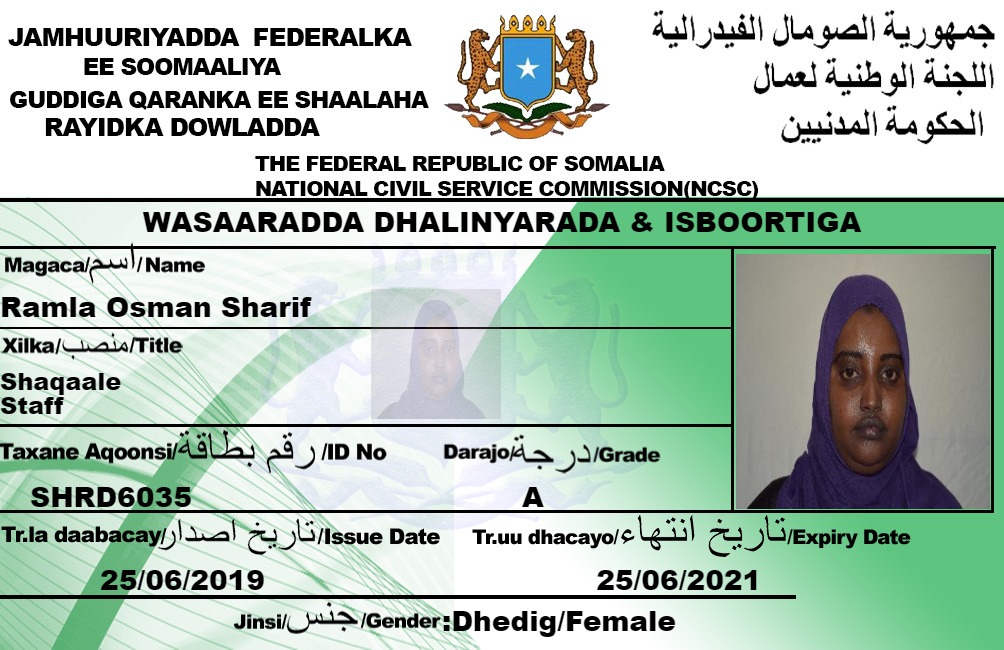 JAMHUURIYADDA FEDERALKA
EE SOOMAALIYA
GUDDIGA QARANKA EE SHAALAHA
RAYIDKA DOWLADDA
جمهورية الصومال الفيدرالية
اللجنة الوطنية لعمال
الحكومة المدنيين
THE FEDERAL REPUBLIC OF SOMALIA
NATIONAL CIVIL SERVICE COMMISSION(NCSC)
WASAARADDA DHALINYARADA & ISBOORTIGA
Magaca/اسم/Name
Ramla Osman Sharif
Xilka/منصب/Title
Shaqaale
Staff
Taxane Aqoonsi/رقم بطاقة/ID No
SHRD6035
Darajo/درجة/Grade
A
Tr.la daabacay/تاريخ اصدار/Issue Date
25/06/2019
Tr.uu dhacayo/تاريخ انتهاء/Expiry Date
25/06/2021
Jinsi/جنس/Gender:Dhedig/Female